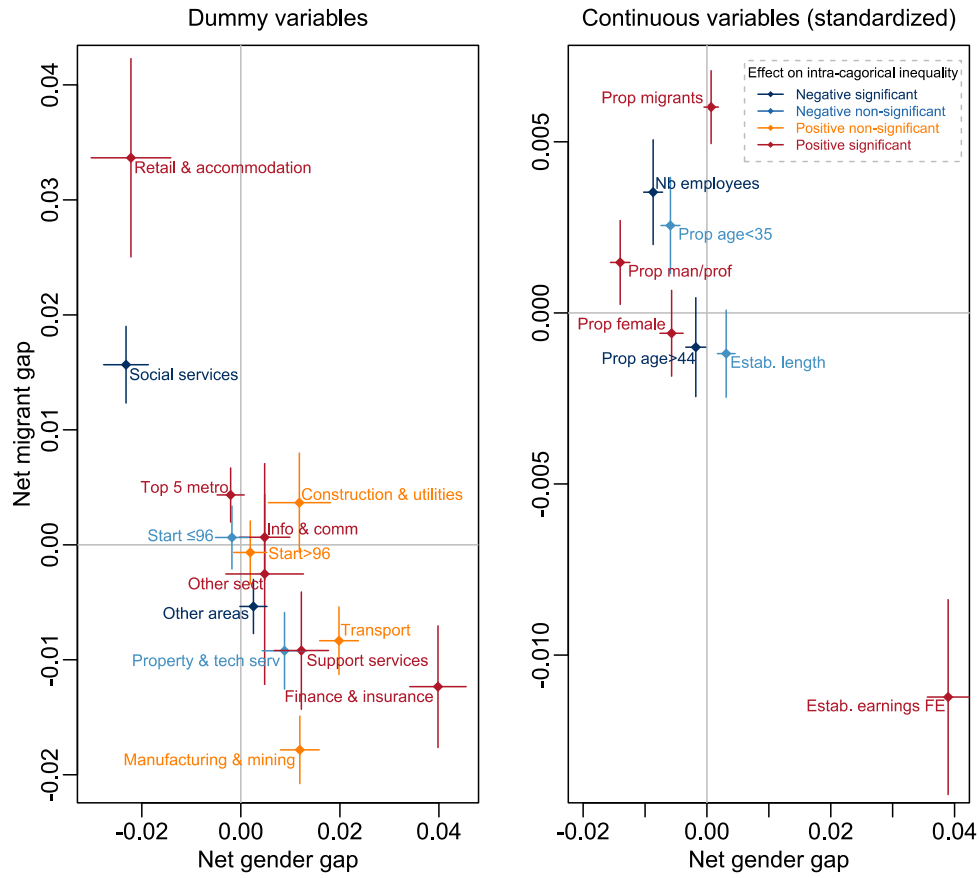 Dummy variables
Continuous variables (standardized)
Net migrant gap
0.04
0.03
0.02
0.01
0.00
-0.01
-0.02
Retail & accommodation
Social services
Top 5 metro
Construction & utilities
Start ≤96
Info & comm
Start>96
Other sect
Other areas
Transport
Property & tech serv
Support services
Finance & insurance
Manufacturing & mining
-0.02
0.00
0.02
0.04
Net gender gap
0.005
0.000
-0.005
-0.010
Effect on intra-cagorical inequality
Negative significant
Negative non-significant
Positive non-significant
Positive significant
Prop migrants
Nb employees
Prop age<35
Prop man/prof
Prop female
Prop age>44
Estab. length
Estab. earnings FE
-0.02
0.00
0.02
0.04
Net gender gap